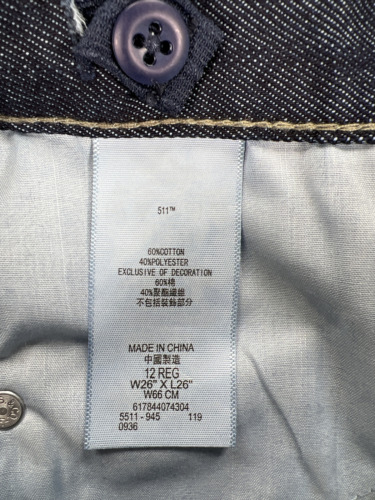 511™
60%COTTON
40%POLYESTER
EXCLUSIVE OF DECORATION
60%棉
40%聚酯纖維
不包括裝飾部分
MADE IN CHINA
中國製造
12 REG
W26" X L26"
W66 CM
617844074304
5511 - 945 119
0936